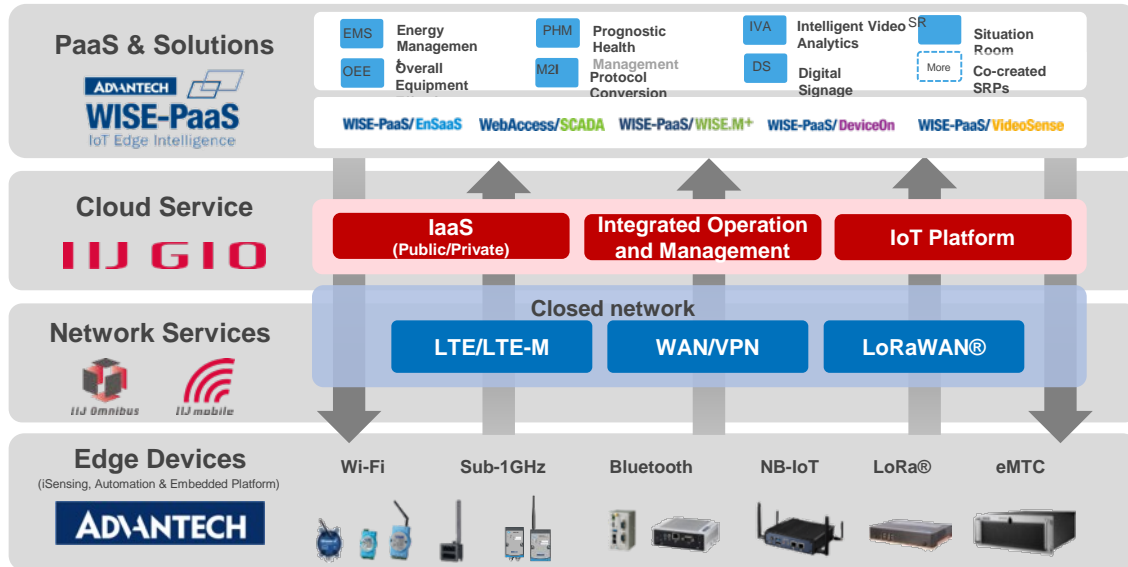 PaaS & Solutions
ADVANTECH
WISE-PaaS
IoT Edge Intelligence
EMS
Energy
Managemen
t
PHM
Prognostic
Health
Management
IVA
Intelligent Video
Analytics
SR
Situation
Room
OEE
Overall
Equipment
M2I
Protocol
Conversion
DS
Digital
Signage
More
Co-created
SRPs
WISE-PaaS/EnSaaS
WebAccess/SCADA
WISE-PaaS/WISE.M+
WISE-PaaS/DeviceOn
WISE-PaaS/VideoSense
Cloud Service
IIJ GIO
IaaS
(Public/Private)
Integrated Operation
and Management
IoT Platform
Network Services
IIJ Omnibus
IIJ mobile
Closed network
LTE/LTE-M
WAN/VPN
LoRaWAN®
Edge Devices
(iSensing, Automation & Embedded Platform)
ADVANTECH
Wi-Fi
Sub-1GHz
Bluetooth
NB-IoT
LoRa®
eMTC